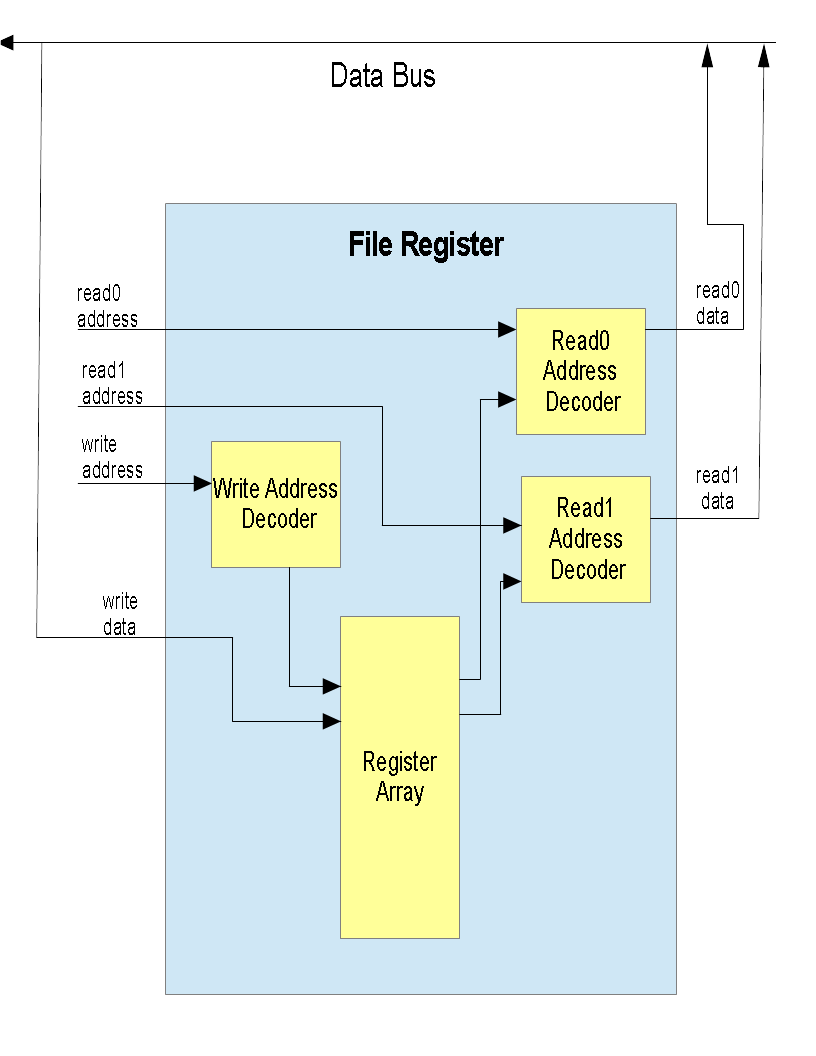 Data Bus
File Register
read0
address
read0
data
Read0
Address
Decoder
read1
address
write
address
Write Address
Decoder
read1
data
Read1
Address
Decoder
write
data
Register
Array